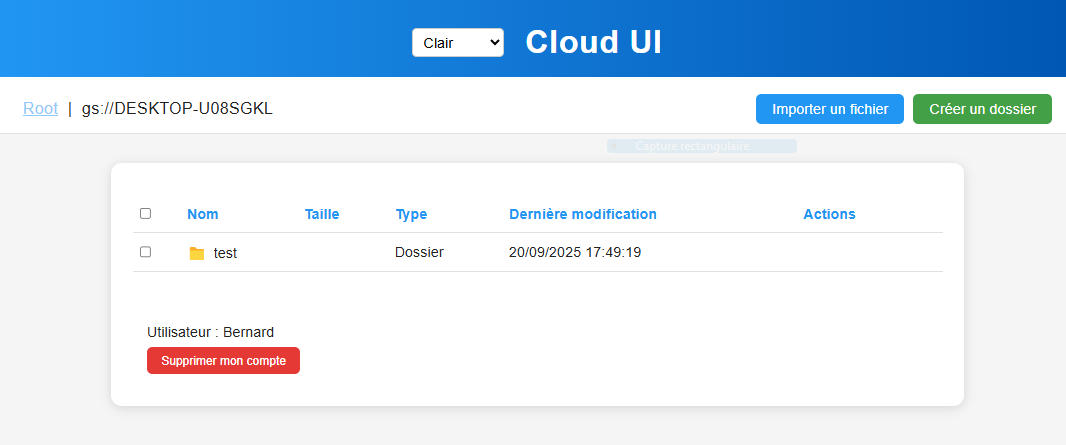 Clair Cloud UI
Root | gs://DESKTOP-U08SGKL Importer un fichier Créer un dossier
Capture rectangulaire
Nom Taille Type Dernière modification Actions
test Dossier 20/09/2025 17:49:19
Utilisateur : Bernard
Supprimer mon compte